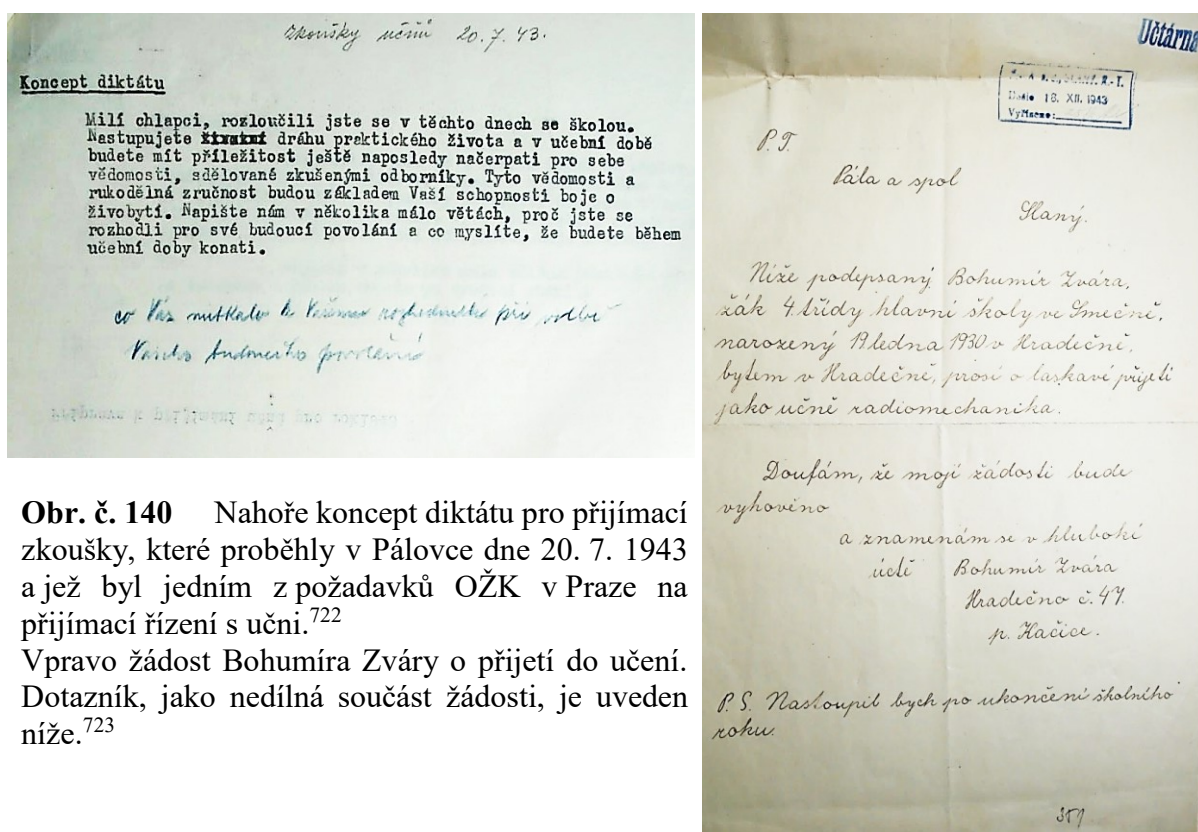 Zkoušky učňů 20.7.43.
Koncept diktátu
Milí chlapci, rozloučili jste se v těchto dnech se školou.
Nastupujete dráhu praktického života a v učební době
budete mít příležitost ještě naposledy načerpati pro sebe
vědomosti, sdělované zkušenými odborníky. Tyto vědomosti a
rukodělná zručnost budou základem Vaší schopnosti boje o
živobytí. Napište nám v několika málo větách, proč jste se
rozhodli pro své budoucí povolání a co myslíte, že budete během
učební doby konati.
co Vás nutkalo k Vašemu rozhodnutí při volbě
Vašeho budoucího povolání
Obr. č. 140 Nahoře koncept diktátu pro přijímací
zkoušky, které proběhly v Pálovce dne 20. 7. 1943
a jež byl jedním z požadavků OŽK v Praze na
přijímací řízení s učni.722
Vpravo žádost Bohumíra Zváry o přijetí do učení.
Dotazník, jako nedílná součást žádosti, je uveden
níže.723
Učtárna
18. XII. 1943
Vyřízeno:
P. T.
Pála a spol
Slaný.
Níže podepsaný Bohumír Zvára,
žák 4. třídy hlavní školy ve Smečně,
narozený 19 ledna 1930 v Hradečně,
bytem v Hradečně, prosí o laskavé přijetí
jako učně radiomechanika.
Doufám, že mojí žádosti bude
vyhověno
a znamenám se v hluboké
úctě Bohumír Zvára
Hradečno č. 47.
p. Kačice.
P. S. Nastoupil bych po ukončení školního
roku.